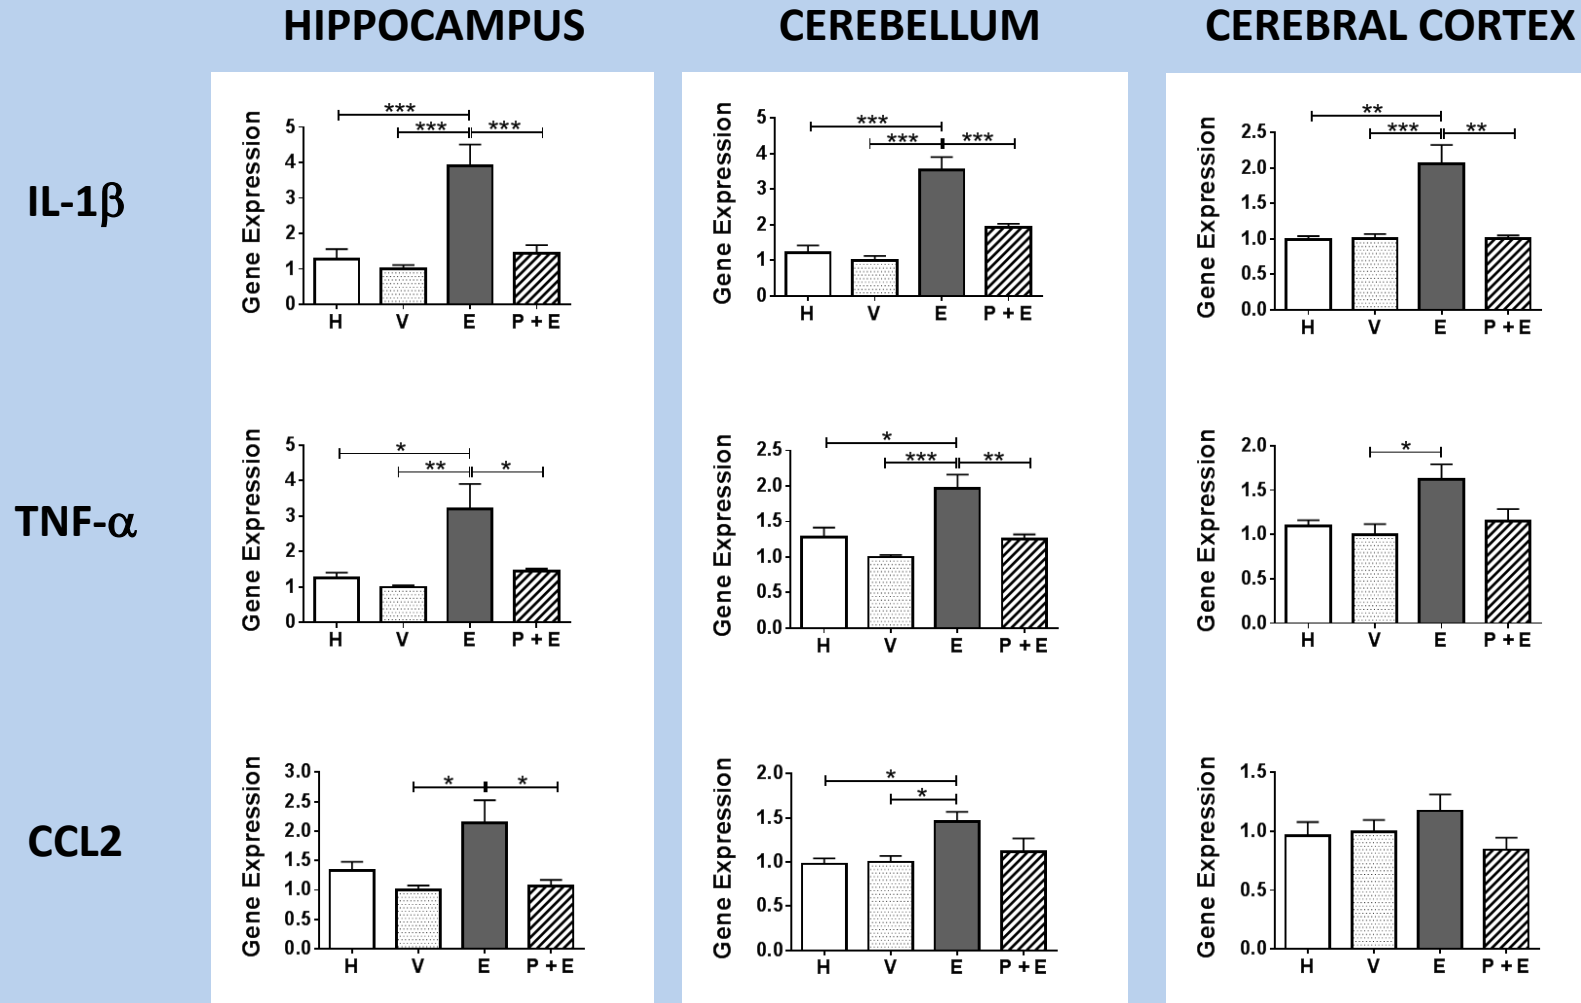 HIPPOCAMPUS CEREBELLUM CEREBRAL CORTEX
IL-1β
Gene Expression
5
4
3
2
1
0
*** *** ***
H V E P + E
Gene Expression
5
4
3
2
1
0
*** *** ***
H V E P + E
Gene Expression
2.5
2.0
1.5
1.0
0.5
0.0
** *** **
H V E P + E
TNF-α
Gene Expression
5
4
3
2
1
0
* ** *
H V E P + E
Gene Expression
2.5
2.0
1.5
1.0
0.5
0.0
* *** **
H V E P + E
Gene Expression
2.0
1.5
1.0
0.5
0.0
*
H V E P + E
CCL2
Gene Expression
3.0
2.5
2.0
1.5
1.0
0.5
0.0
* *
H V E P + E
Gene Expression
2.0
1.5
1.0
0.5
0.0
* *
H V E P + E
Gene Expression
1.5
1.0
0.5
0.0
H V E P + E